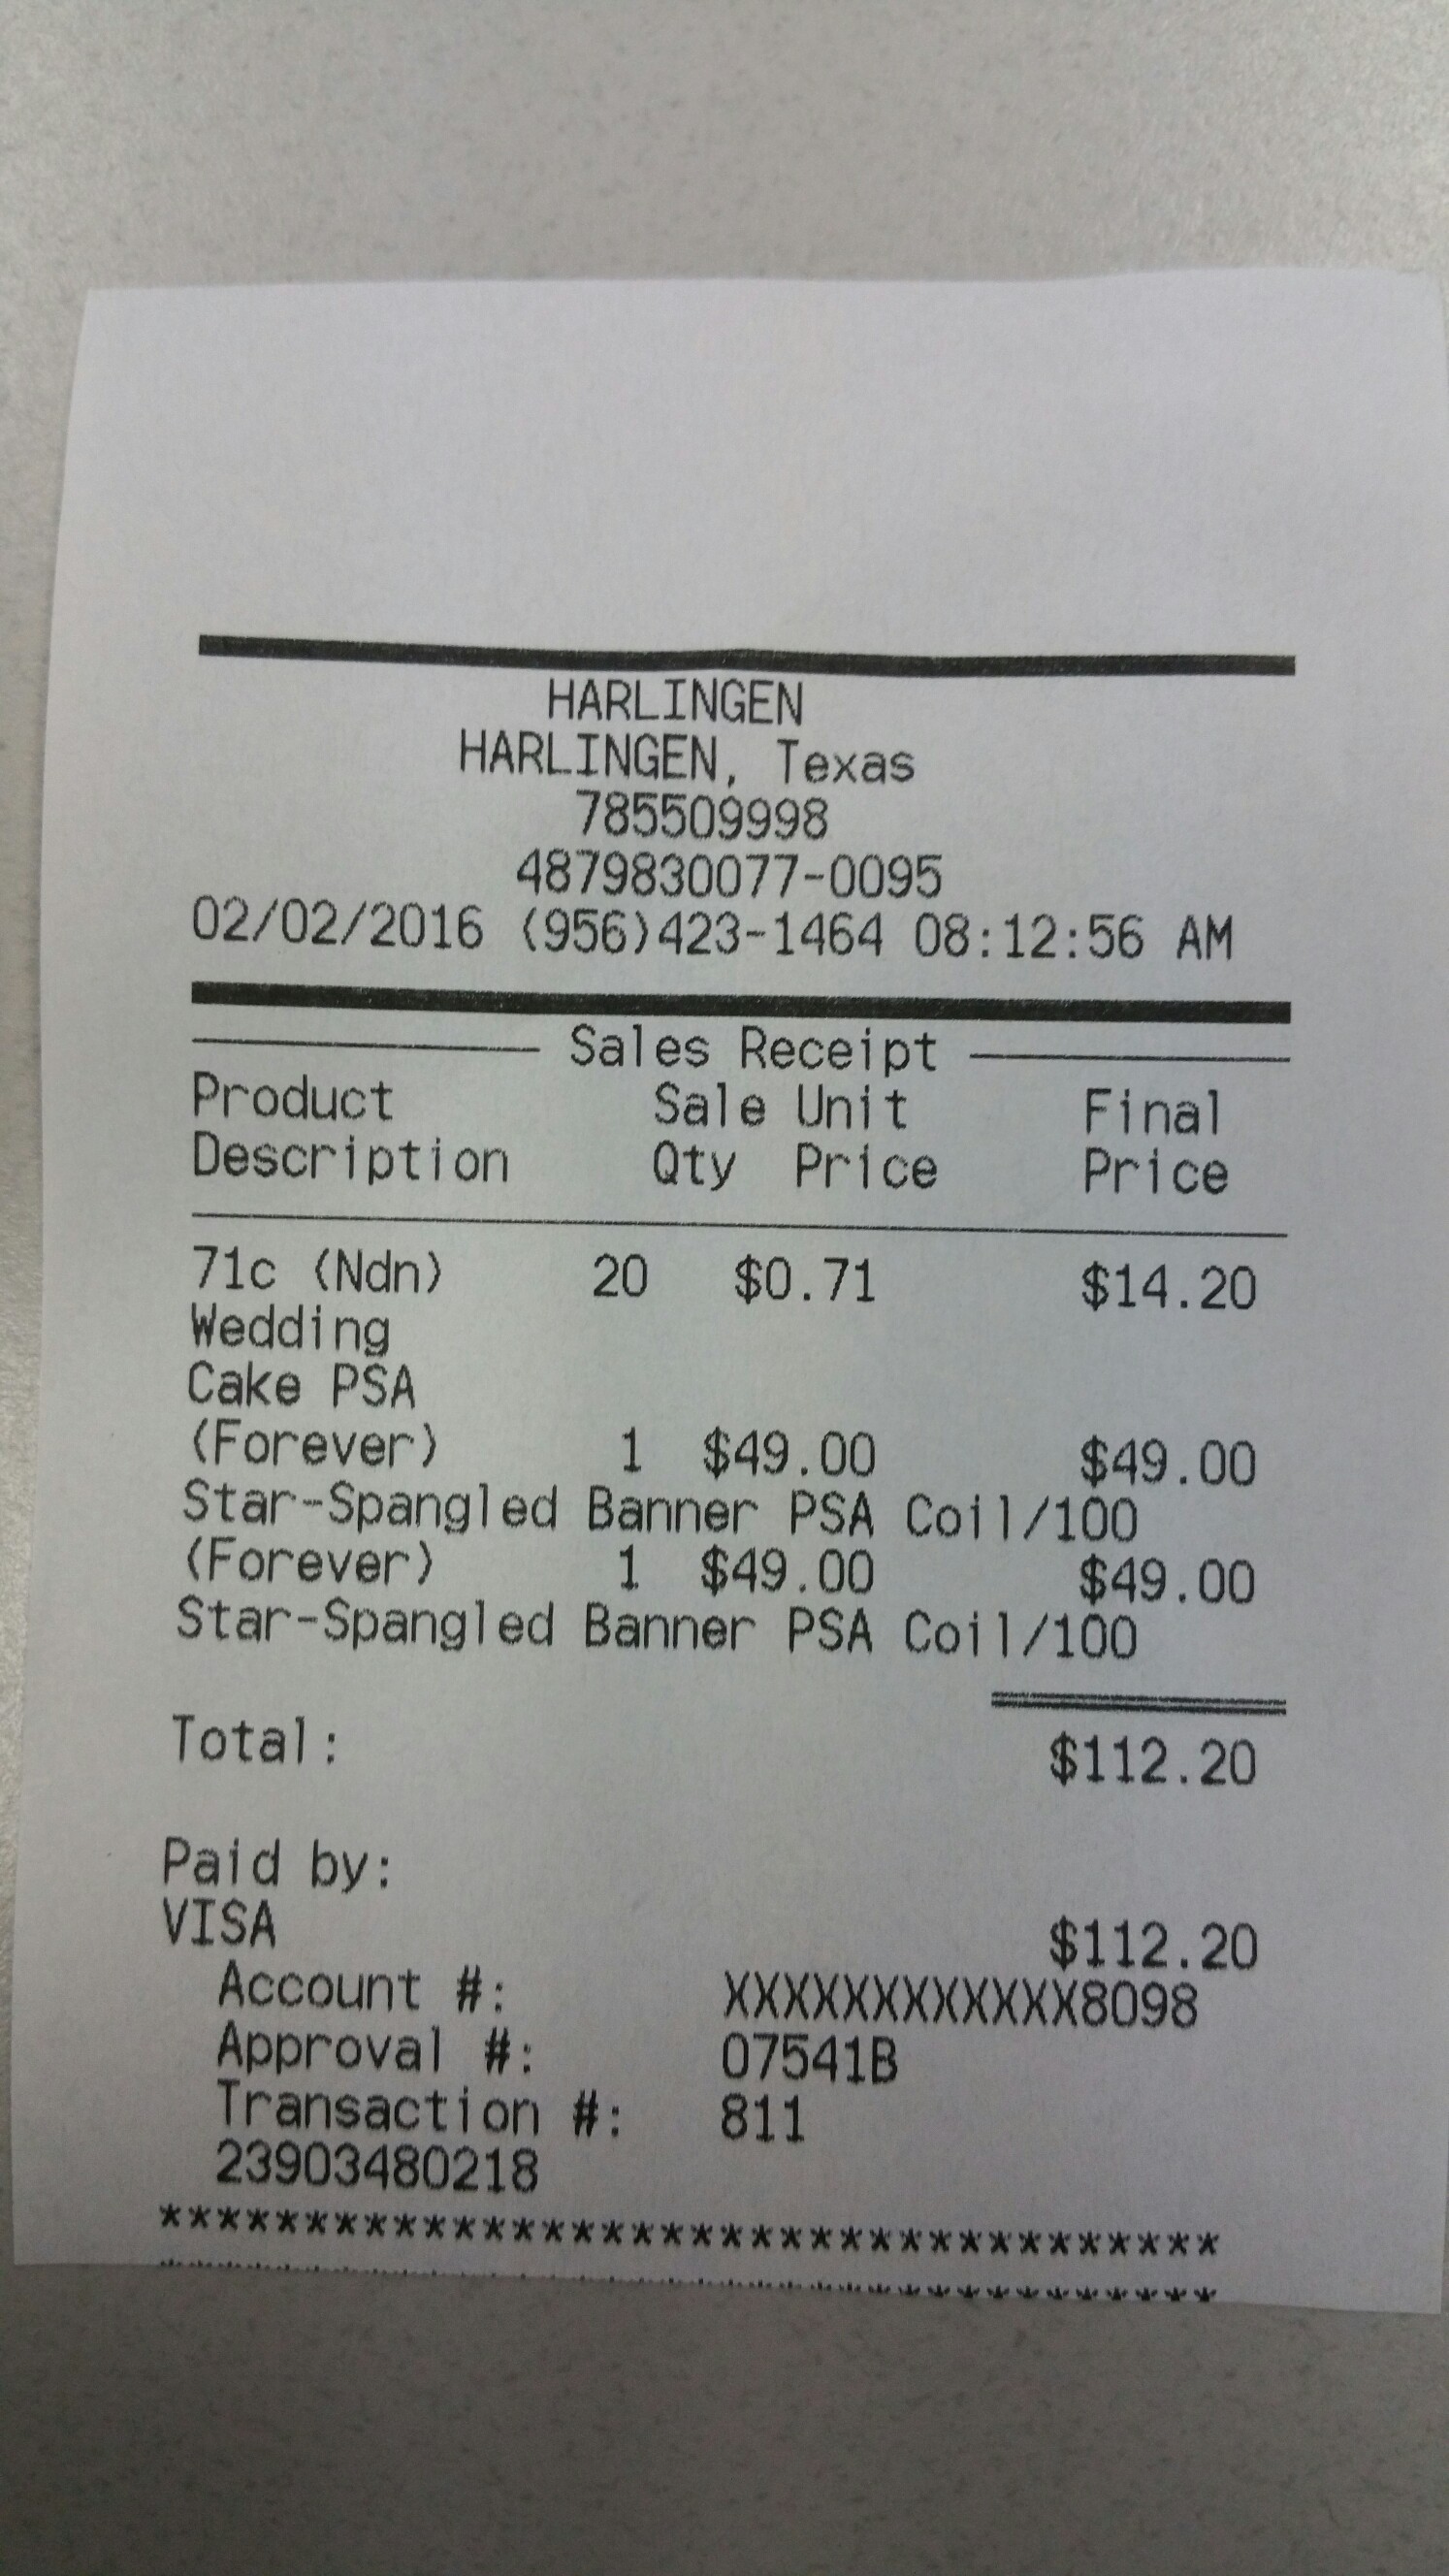 HARLINGEN
HARLINGEN, Texas
785509998
4879830077-0095
02/02/2016 (956)423-1464 08:12:56 AM
Sales Receipt
Product Sale Unit Final
Description Qty Price Price
71c (Ndn) 20 $0.71 $14.20
Wedding
Cake PSA
(Forever) 1 $49.00 $49.00
Star-Spangled Banner PSA Coil/100
(Forever) 1 $49.00 $49.00
Star-Spangled Banner PSA Coil/100
Total: $112.20
Paid by:
VISA $112.20
Account #: XXXXXXXXXXXX8098
Approval #: 07541B
Transaction #: 811
23903480218
************************************